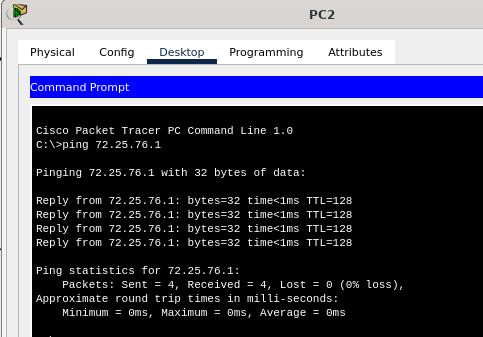 PC2
Physical Config Desktop Programming Attributes
Command Prompt
Cisco Packet Tracer PC Command Line 1.0
C:\>ping 72.25.76.1
Pinging 72.25.76.1 with 32 bytes of data:
Reply from 72.25.76.1: bytes=32 time<1ms TTL=128
Reply from 72.25.76.1: bytes=32 time<1ms TTL=128
Reply from 72.25.76.1: bytes=32 time<1ms TTL=128
Reply from 72.25.76.1: bytes=32 time<1ms TTL=128
Ping statistics for 72.25.76.1:
    Packets: Sent = 4, Received = 4, Lost = 0 (0% loss),
Approximate round trip times in milli-seconds:
    Minimum = 0ms, Maximum = 0ms, Average = 0ms